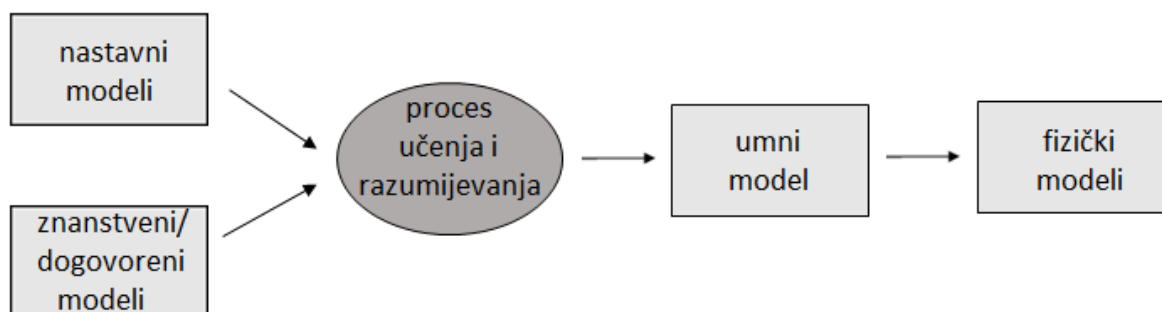 nastavni
modeli
znanstveni/
dogovoreni
modeli
proces
učenja i
razumijevanja
umni
model
fizički
modeli